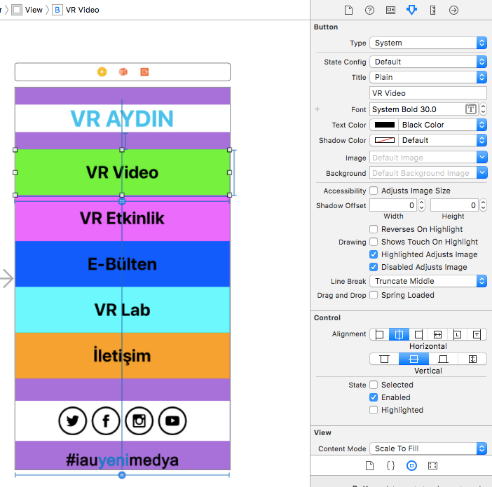 View > B VR Video
VR AYDIN
VR Video
VR Etkinlik
E-Bülten
VR Lab
İletişim
#iauyenimedya
Button
Type System
State Config Default
Title Plain
VR Video
+ Font System Bold 30.0 T
Text Color Black Color
Shadow Color Default
Image Default Image
Background Default Background Image
Accessibility Adjusts Image Size
Shadow Offset 0 0
Width Height
Reverses On Highlight
Drawing Shows Touch On Highlight
Highlighted Adjusts Image
Disabled Adjusts Image
Line Break Truncate Middle
Drag and Drop Spring Loaded
Control
Alignment
Horizontal
Vertical
State Selected
Enabled
Highlighted
View
Content Mode Scale To Fill